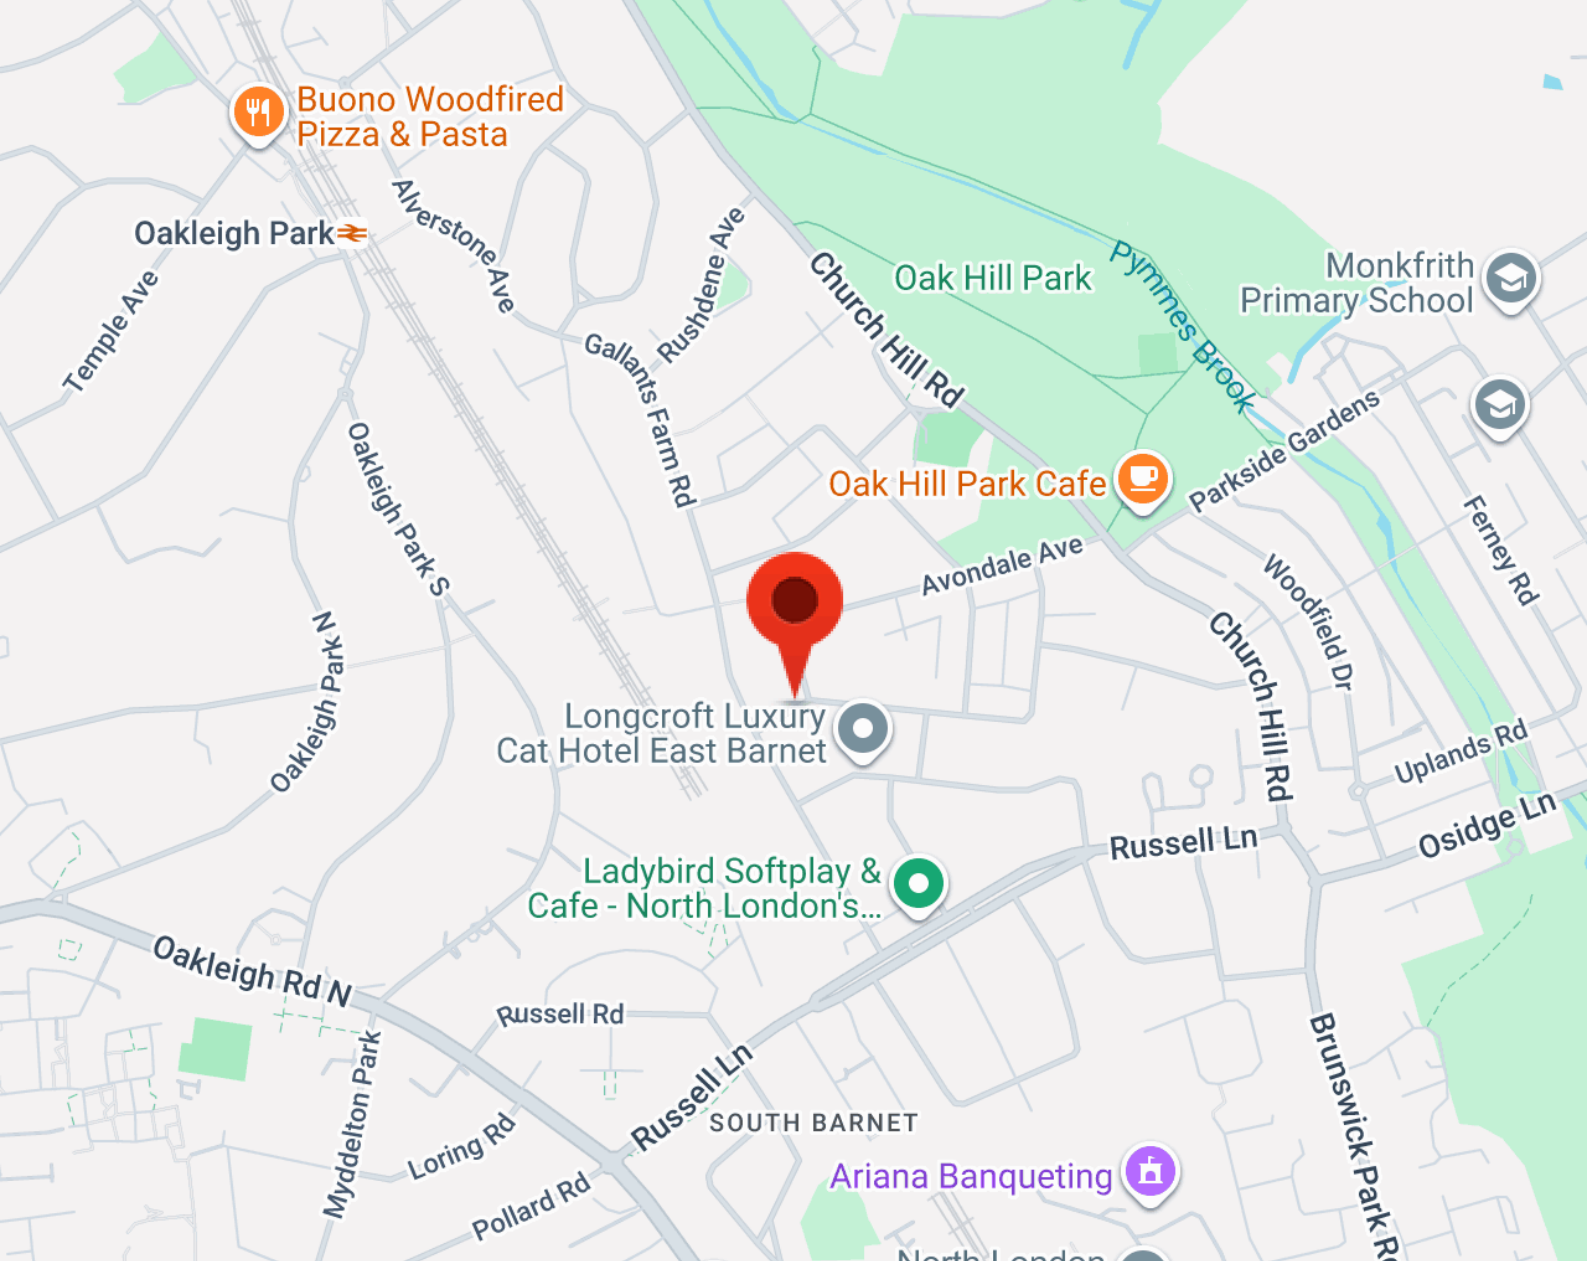 Buono Woodfired
Pizza & Pasta
Oakleigh Park
Alverstone Ave
Temple Ave
Rushdene Ave
Gallants Farm Rd
Church Hill Rd
Oak Hill Park
Pymmes Brook
Monkfrith
Primary School
Oak Hill Park Cafe
Parkside Gardens
Avondale Ave
Ferney Rd
Woodfield Dr
Church Hill Rd
Oakleigh Park S
Oakleigh Park N
Longcroft Luxury
Cat Hotel East Barnet
Uplands Rd
Osidge Ln
Russell Ln
Ladybird Softplay &
Cafe - North London's...
Oakleigh Rd N
Russell Rd
Russell Ln
Myddelton Park
Loring Rd
Pollard Rd
SOUTH BARNET
Ariana Banqueting
Brunswick Park Rd
North London